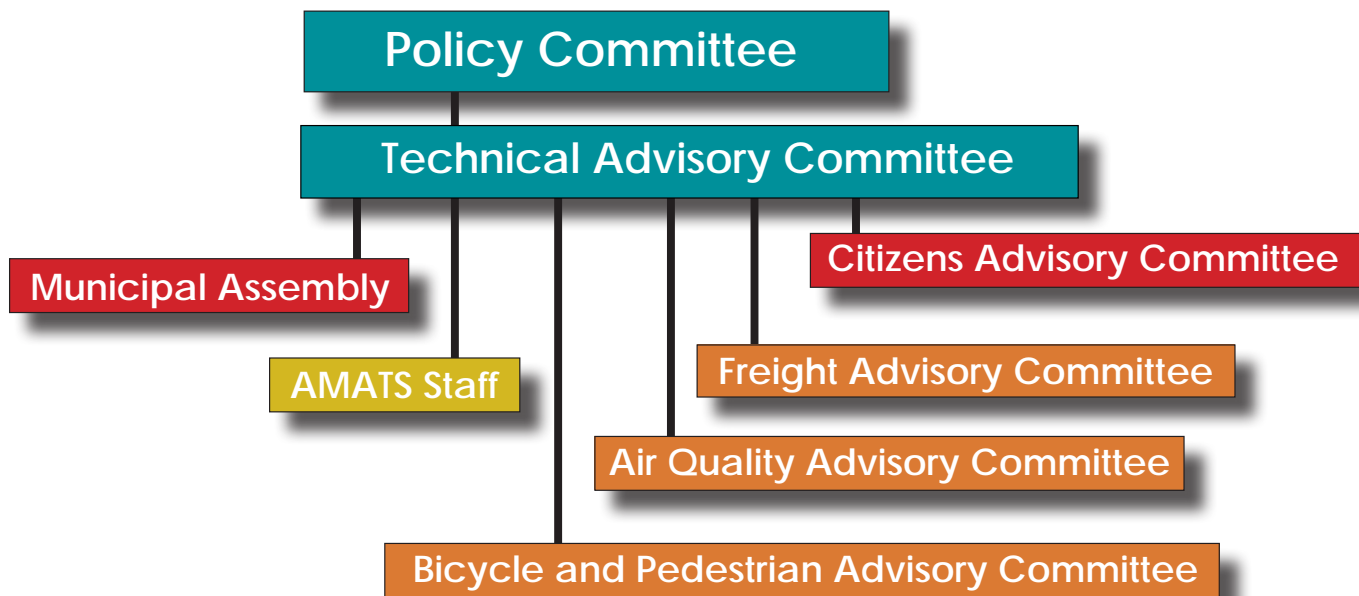 Policy Committee
Technical Advisory Committee
Citizens Advisory Committee
Municipal Assembly
Freight Advisory Committee
AMATS Staff
Air Quality Advisory Committee
Bicycle and Pedestrian Advisory Committee